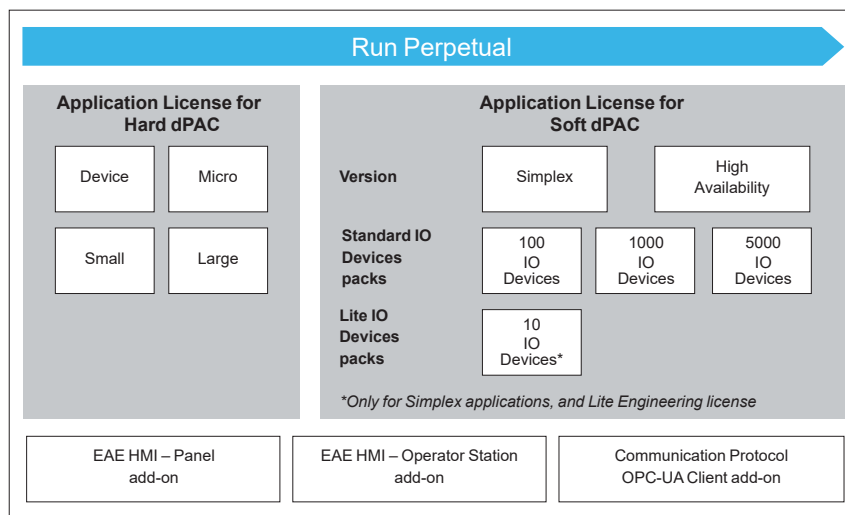 Run Perpetual
Application License for
Hard dPAC
Device
Micro
Small
Large
Application License for
Soft dPAC
Version
Simplex
High
Availability
Standard IO
Devices
packs
100
IO
Devices
1000
IO
Devices
5000
IO
Devices
Lite IO
Devices
packs
10
IO
Devices*
*Only for Simplex applications, and Lite Engineering license
EAE HMI – Panel
add-on
EAE HMI – Operator Station
add-on
Communication Protocol
OPC-UA Client add-on